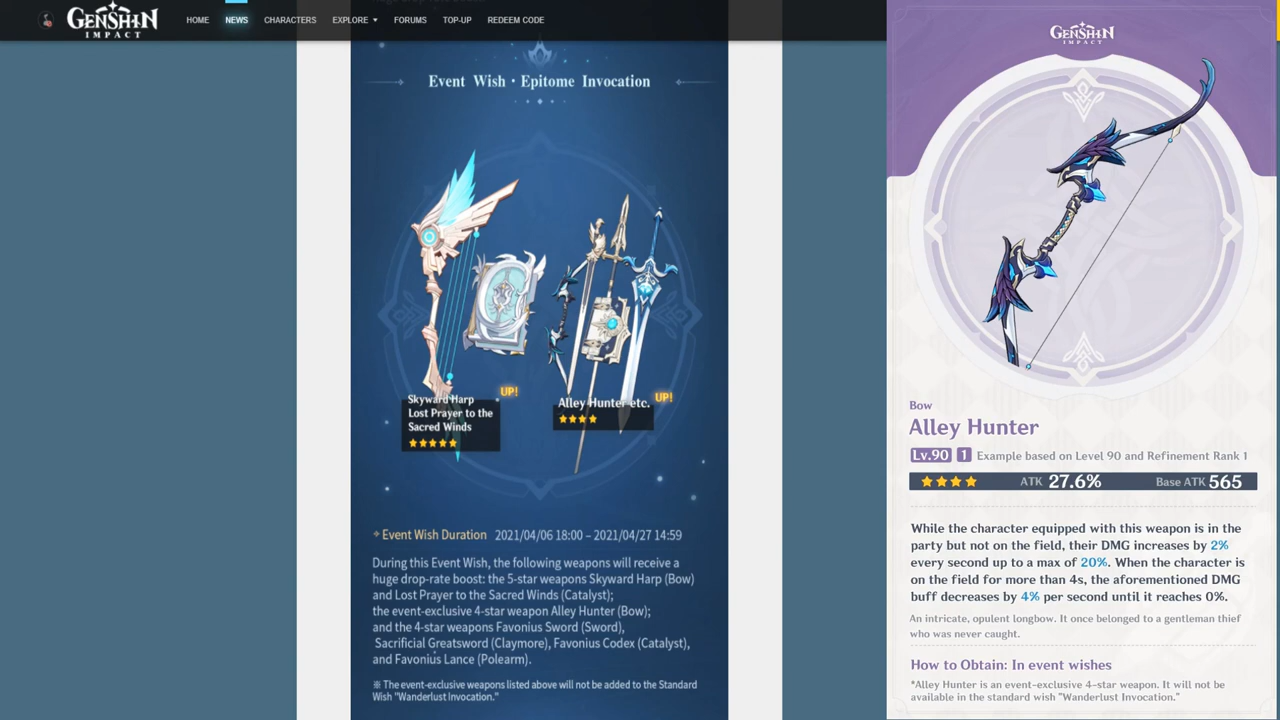 GENSHIN
IMPACT
HOME
NEWS
CHARACTERS
EXPLORE
FORUMS
TOP-UP
REDEEM CODE
Event Wish · Epitome Invocation
UP!
Skyward Harp
Lost Prayer to the
Sacred Winds
UP!
Alley Hunter etc.
Event Wish Duration 2021/04/06 18:00 – 2021/04/27 14:59
During this Event Wish, the following weapons will receive a
huge drop-rate boost: the 5-star weapons Skyward Harp (Bow)
and Lost Prayer to the Sacred Winds (Catalyst);
the event-exclusive 4-star weapon Alley Hunter (Bow);
and the 4-star weapons Favonius Sword (Sword),
Sacrificial Greatsword (Claymore), Favonius Codex (Catalyst),
and Favonius Lance (Polearm).
※ The event-exclusive weapons listed above will not be added to the Standard
Wish "Wanderlust Invocation."
GENSHIN
IMPACT
Bow
Alley Hunter
Lv.90 1 Example based on Level 90 and Refinement Rank 1
ATK 27.6% Base ATK 565
While the character equipped with this weapon is in the
party but not on the field, their DMG increases by 2%
every second up to a max of 20%. When the character is
on the field for more than 4s, the aforementioned DMG
buff decreases by 4% per second until it reaches 0%.
An intricate, opulent longbow. It once belonged to a gentleman thief
who was never caught.
How to Obtain: In event wishes
*Alley Hunter is an event-exclusive 4-star weapon. It will not be
available in the standard wish "Wanderlust Invocation."